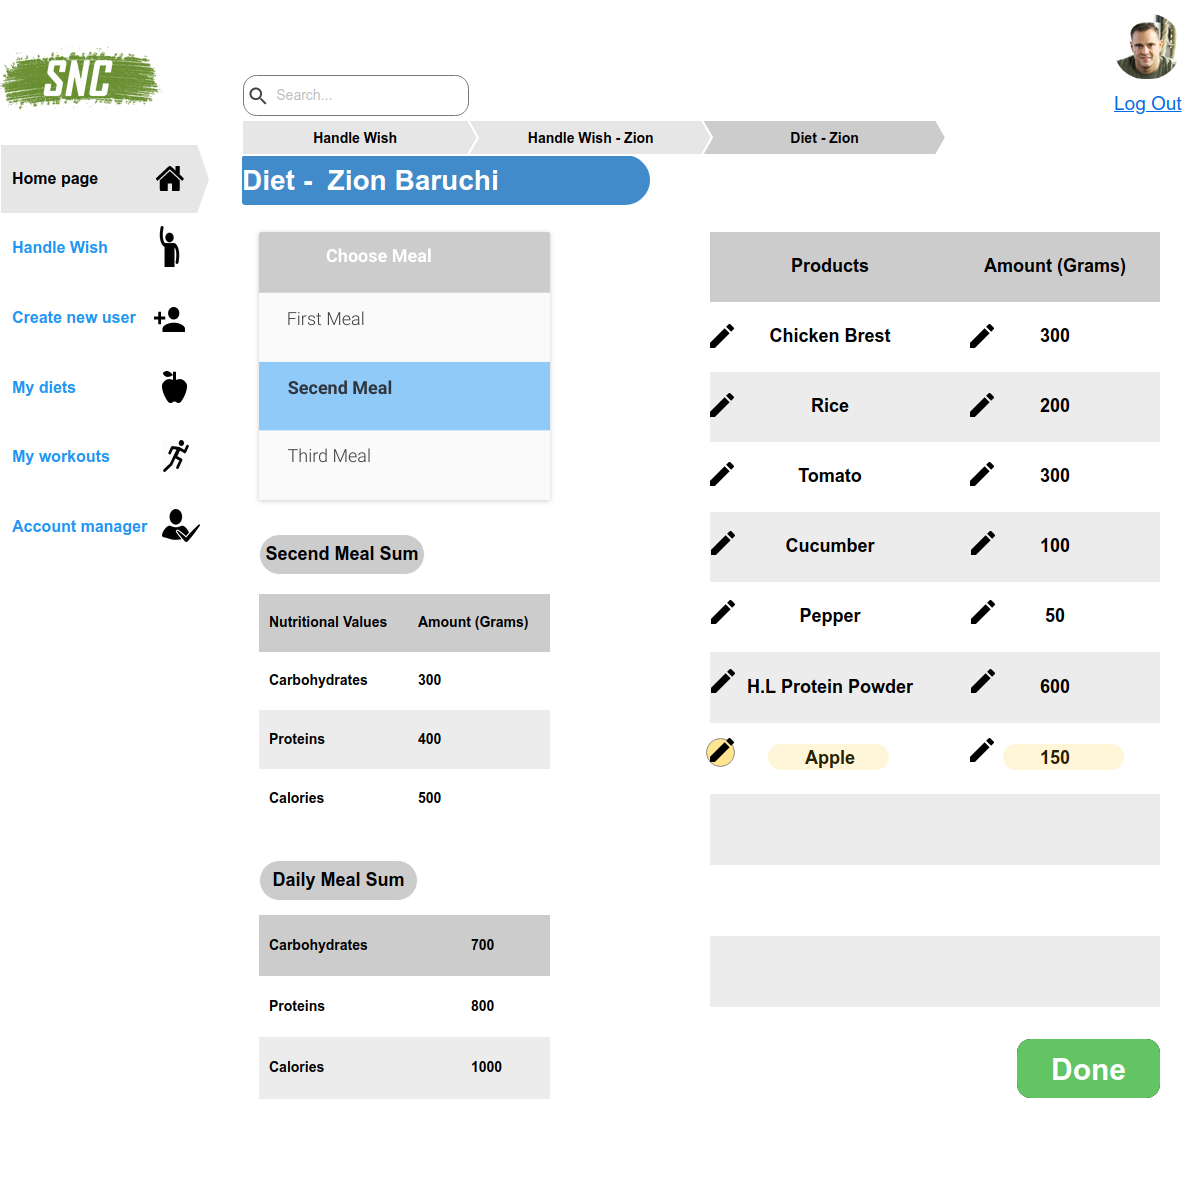 SNC
Search...
Log Out
Handle Wish
Handle Wish - Zion
Diet - Zion
Diet - Zion Baruchi
Home page
Handle Wish
Create new user
My diets
My workouts
Account manager
Choose Meal
First Meal
Secend Meal
Third Meal
Secend Meal Sum
Nutritional Values Amount (Grams)
Carbohydrates 300
Proteins 400
Calories 500
Daily Meal Sum
Carbohydrates 700
Proteins 800
Calories 1000
Products Amount (Grams)
Chicken Brest 300
Rice 200
Tomato 300
Cucumber 100
Pepper 50
H.L Protein Powder 600
Apple 150
Done